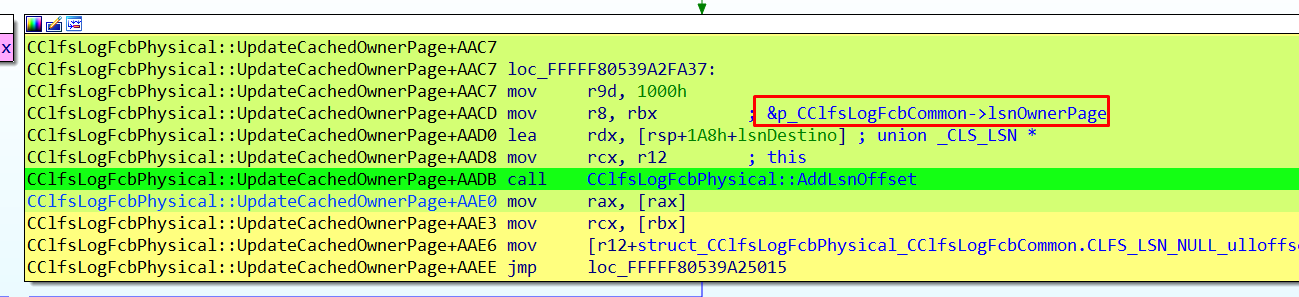 x
CClfsLogFcbPhysical::UpdateCachedOwnerPage+AAC7
CClfsLogFcbPhysical::UpdateCachedOwnerPage+AAC7 loc_FFFFF80539A2FA37:
CClfsLogFcbPhysical::UpdateCachedOwnerPage+AAC7 mov r9d, 1000h
CClfsLogFcbPhysical::UpdateCachedOwnerPage+AACD mov r8, rbx ; &p_CClfsLogFcbCommon->lsnOwnerPage
CClfsLogFcbPhysical::UpdateCachedOwnerPage+AAD0 lea rdx, [rsp+1A8h+lsnDestino] ; union _CLS_LSN *
CClfsLogFcbPhysical::UpdateCachedOwnerPage+AAD8 mov rcx, r12 ; this
CClfsLogFcbPhysical::UpdateCachedOwnerPage+AADB call CClfsLogFcbPhysical::AddLsnOffset
CClfsLogFcbPhysical::UpdateCachedOwnerPage+AAE0 mov rax, [rax]
CClfsLogFcbPhysical::UpdateCachedOwnerPage+AAE3 mov rcx, [rbx]
CClfsLogFcbPhysical::UpdateCachedOwnerPage+AAE6 mov [r12+struct_CClfsLogFcbPhysical_CClfsLogFcbCommon.CLFS_LSN_NULL_ulloffs
CClfsLogFcbPhysical::UpdateCachedOwnerPage+AAEE jmp loc_FFFFF80539A25015